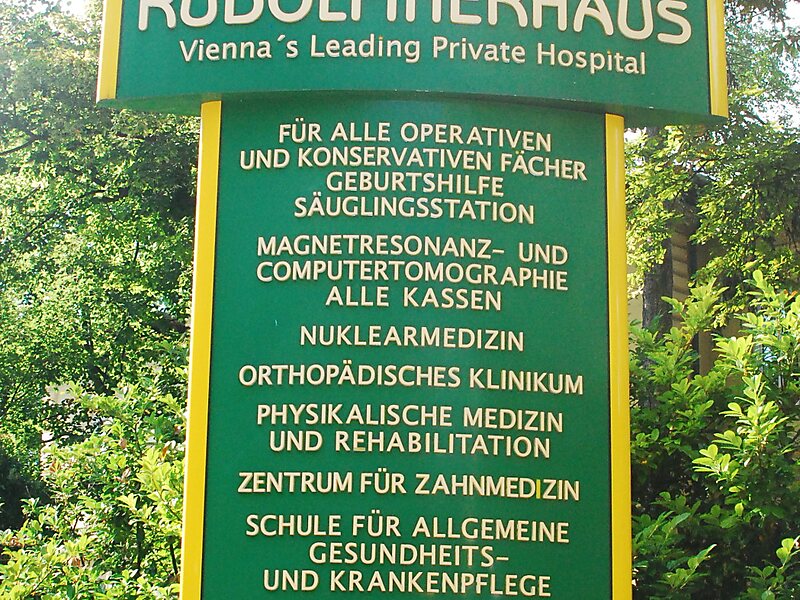 RUDOLFINERHAUS
Vienna´s Leading Private Hospital
FÜR ALLE OPERATIVEN
UND KONSERVATIVEN FÄCHER
GEBURTSHILFE
SÄUGLINGSSTATION
MAGNETRESONANZ- UND
COMPUTERTOMOGRAPHIE
ALLE KASSEN
NUKLEARMEDIZIN
ORTHOPÄDISCHES KLINIKUM
PHYSIKALISCHE MEDIZIN
UND REHABILITATION
ZENTRUM FÜR ZAHNMEDIZIN
SCHULE FÜR ALLGEMEINE
GESUNDHEITS-
UND KRANKENPFLEGE